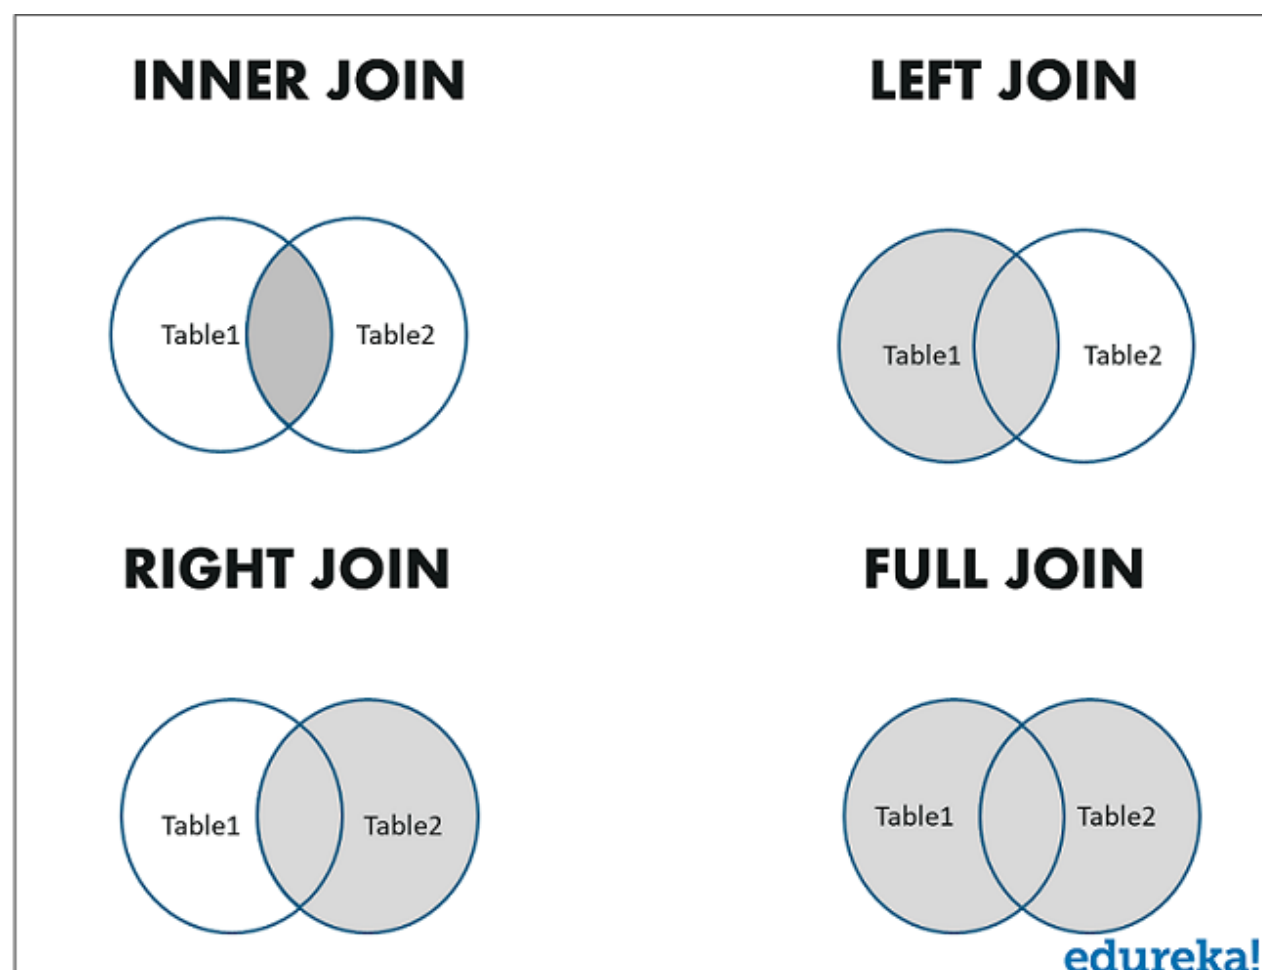 INNER JOIN
LEFT JOIN
Table1
Table2
Table1
Table2
RIGHT JOIN
FULL JOIN
Table1
Table2
Table1
Table2
edureka!